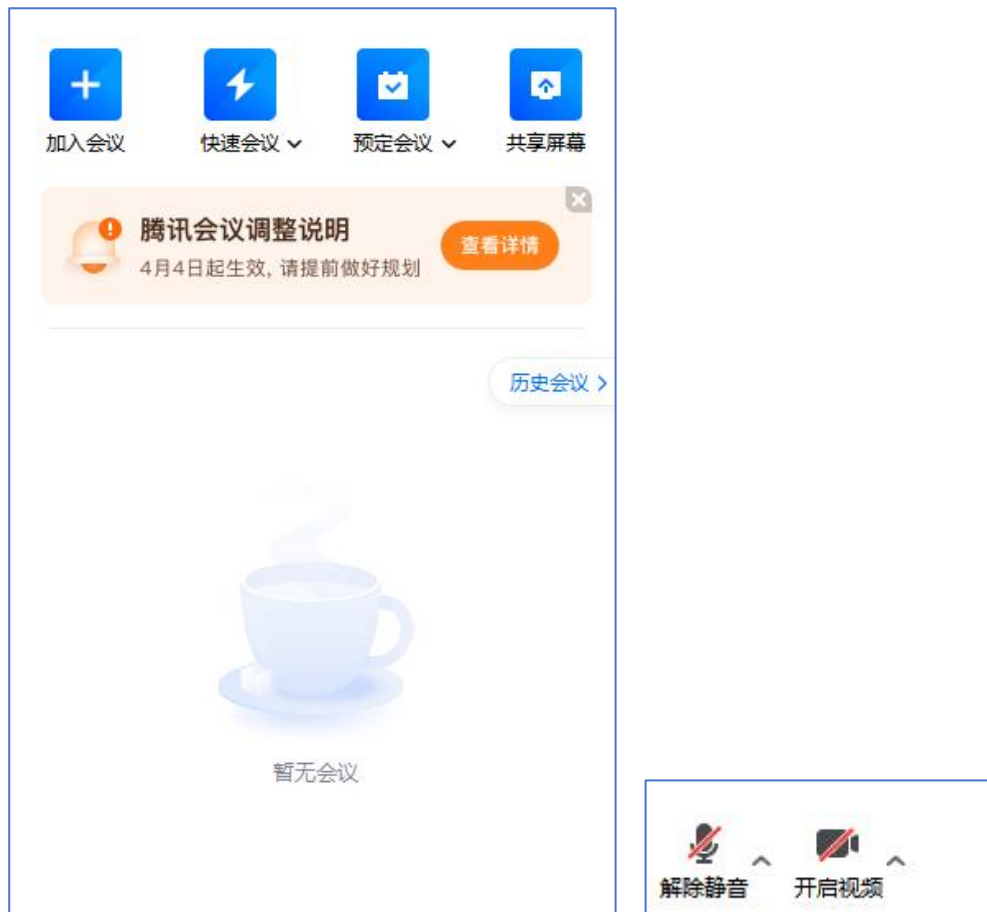 加入会议 快速会议 预定会议 共享屏幕
腾讯会议调整说明
查看详情
4月4日起生效, 请提前做好规划
历史会议
暂无会议
解除静音 开启视频